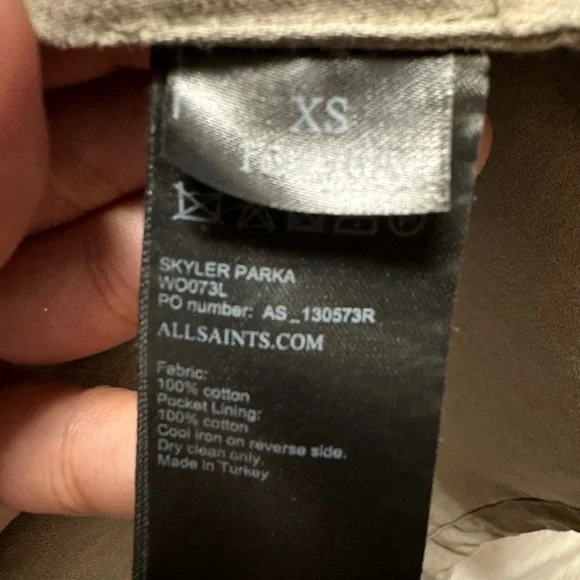 XS
SKYLER PARKA
WO073L
PO number: AS_130573R
ALLSAINTS.COM
Fabric:
100% cotton
Pocket Lining:
100% cotton
Cool iron on reverse side.
Dry clean only.
Made in Turkey